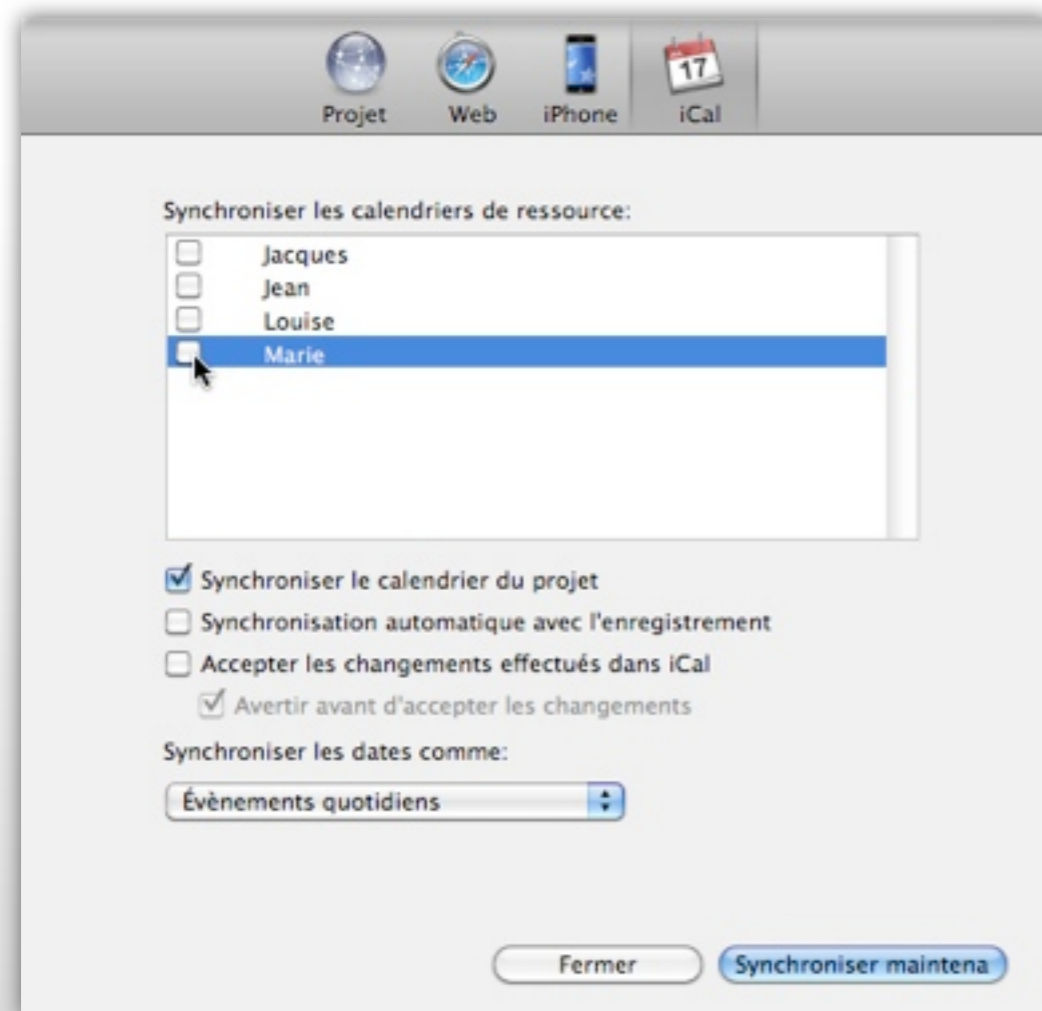 Projet Web iPhone iCal
17
Synchroniser les calendriers de ressource:
Jacques
Jean
Louise
Marie
Synchroniser le calendrier du projet
Synchronisation automatique avec l'enregistrement
Accepter les changements effectués dans iCal
Avertir avant d'accepter les changements
Synchroniser les dates comme:
Évènements quotidiens
Fermer Synchroniser maintena